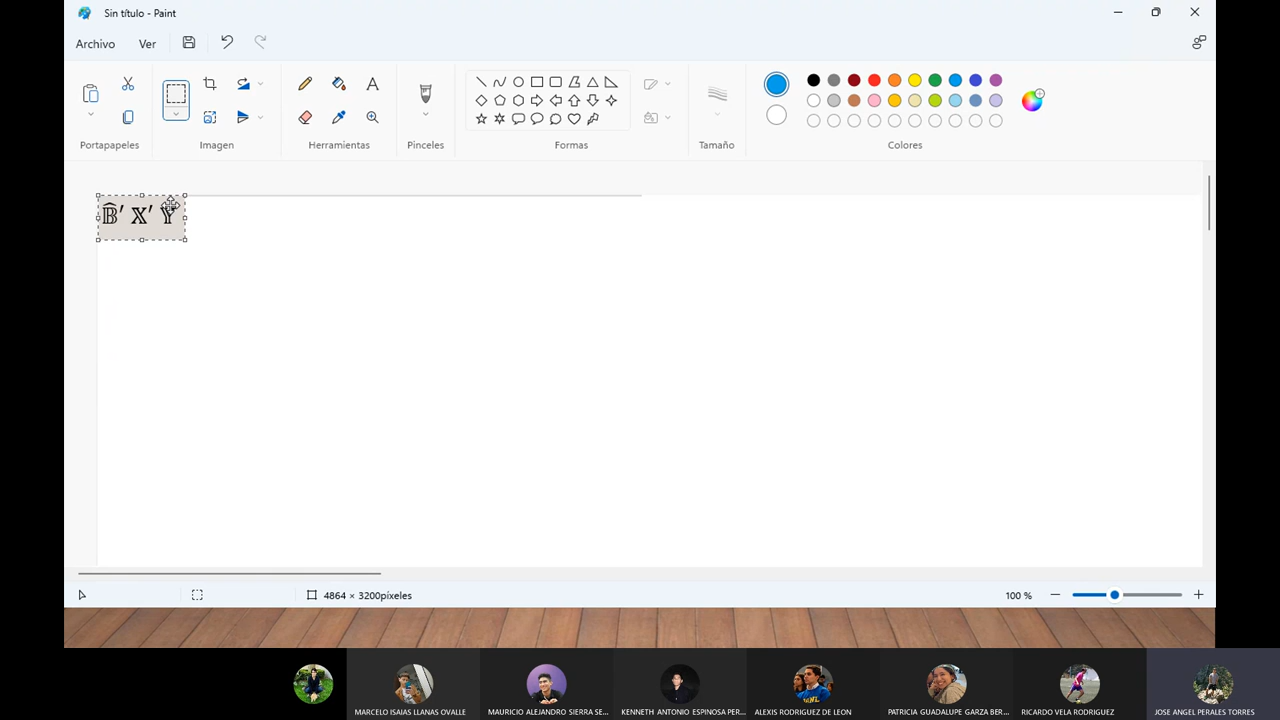 Sin título - Paint
Archivo Ver
Portapapeles Imagen Herramientas Pinceles Formas Tamaño Colores
𝔹̂′ 𝕏′ 𝕐
4864 × 3200píxeles 100 %
MARCELO ISAIAS LLANAS OVALLE MAURICIO ALEJANDRO SIERRA SE... KENNETH ANTONIO ESPINOSA PER... ALEXIS RODRIGUEZ DE LEON PATRICIA GUADALUPE GARZA BER... RICARDO VELA RODRIGUEZ JOSE ANGEL PERALES TORRES